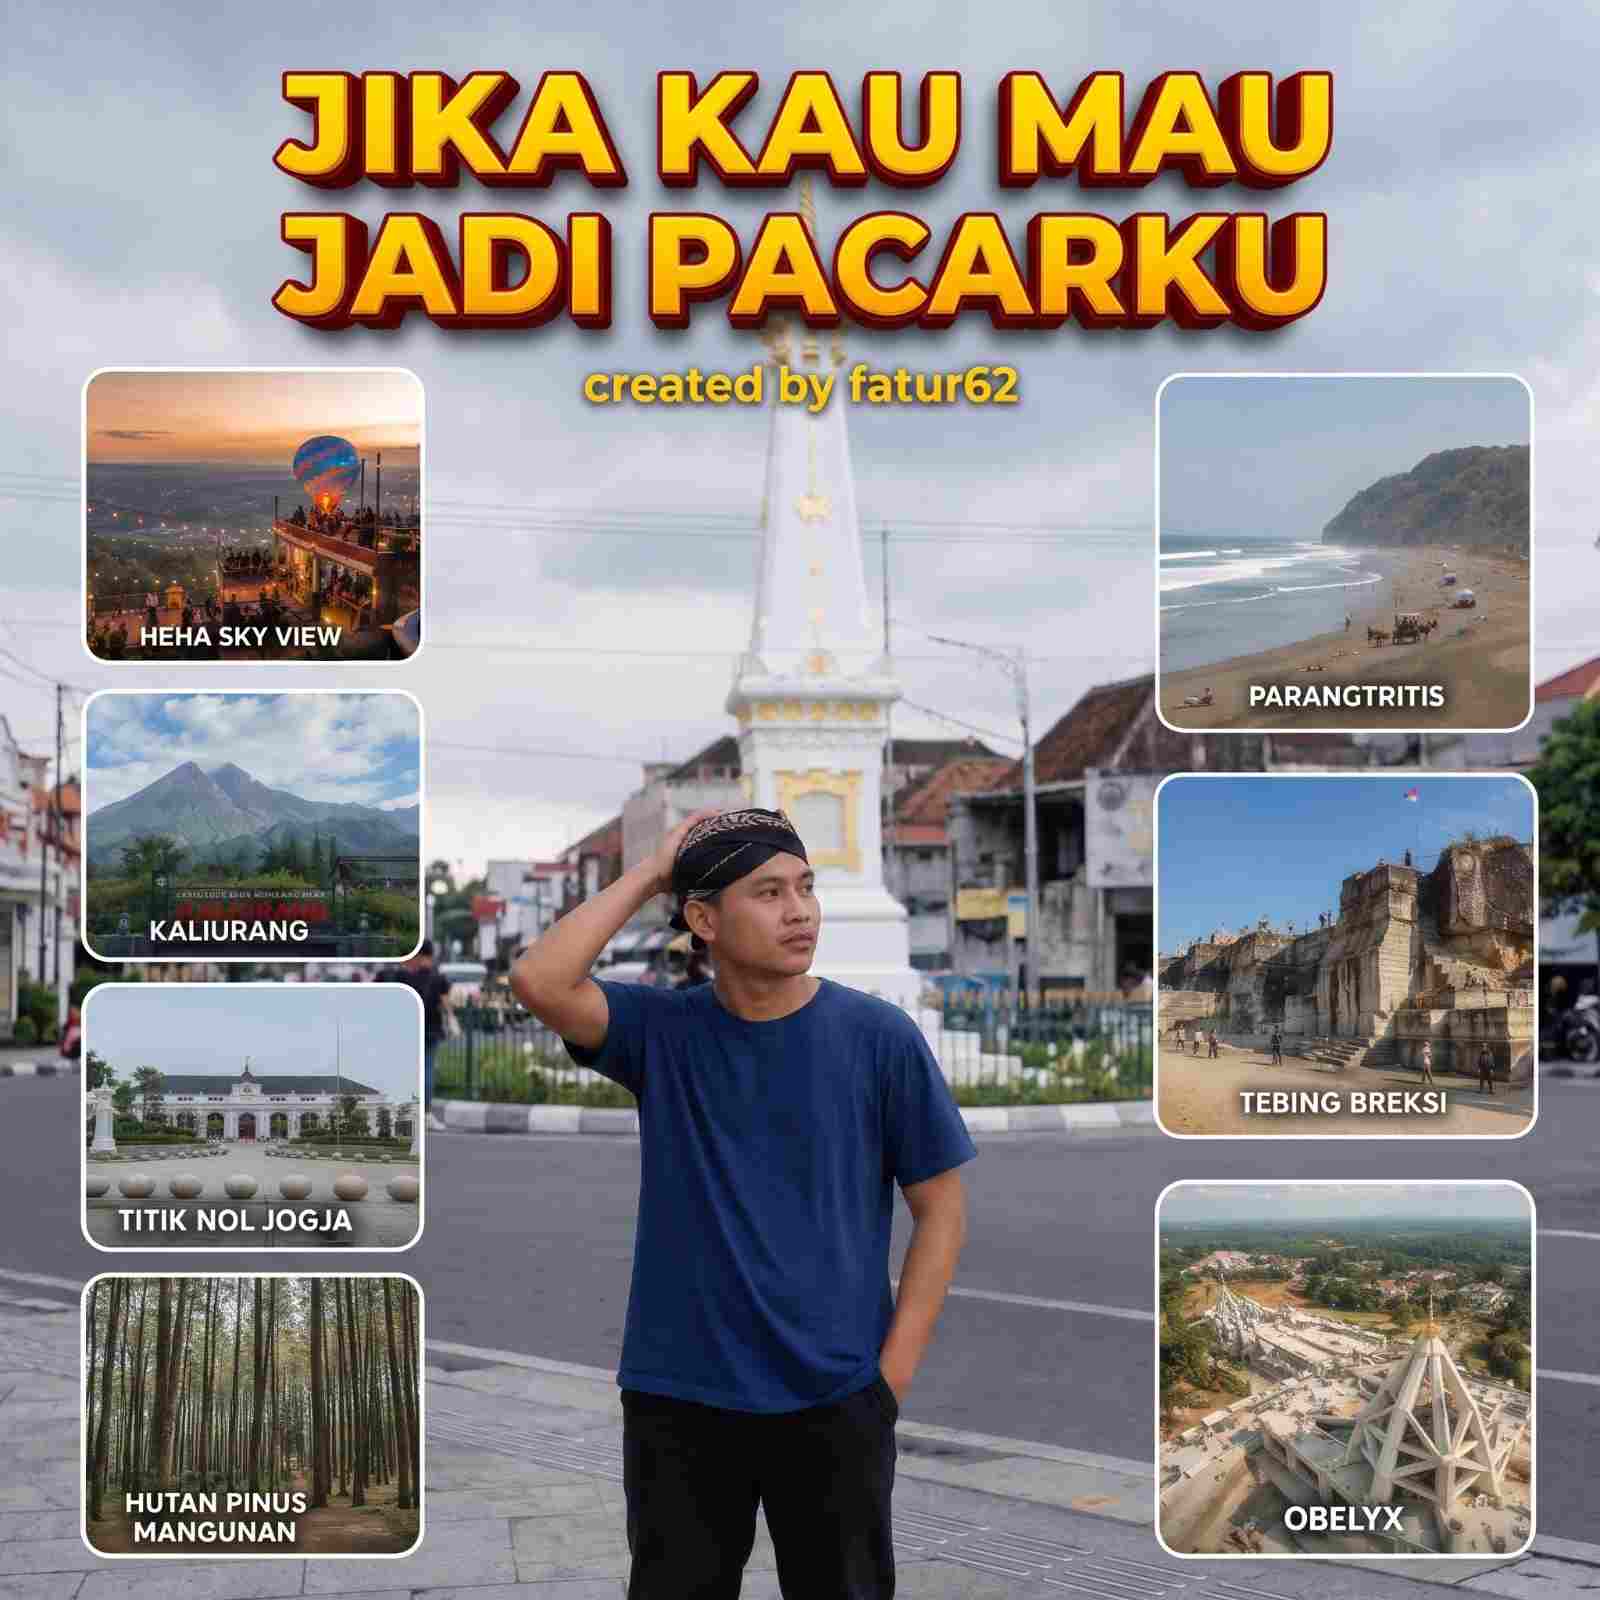 JIKA KAU MAU
JADI PACARKU
created by fatur62
HEHA SKY VIEW
KALIURANG
TITIK NOL JOGJA
HUTAN PINUS
MANGUNAN
PARANGTRITIS
TEBING BREKSI
OBELYX